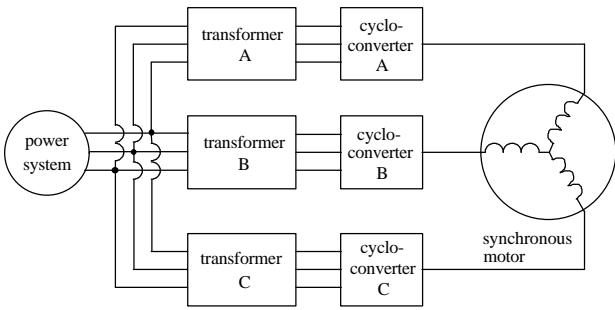 transformer
A
cyclo-
converter
A
power
system
transformer
B
cyclo-
converter
B
transformer
C
cyclo-
converter
C
synchronous
motor